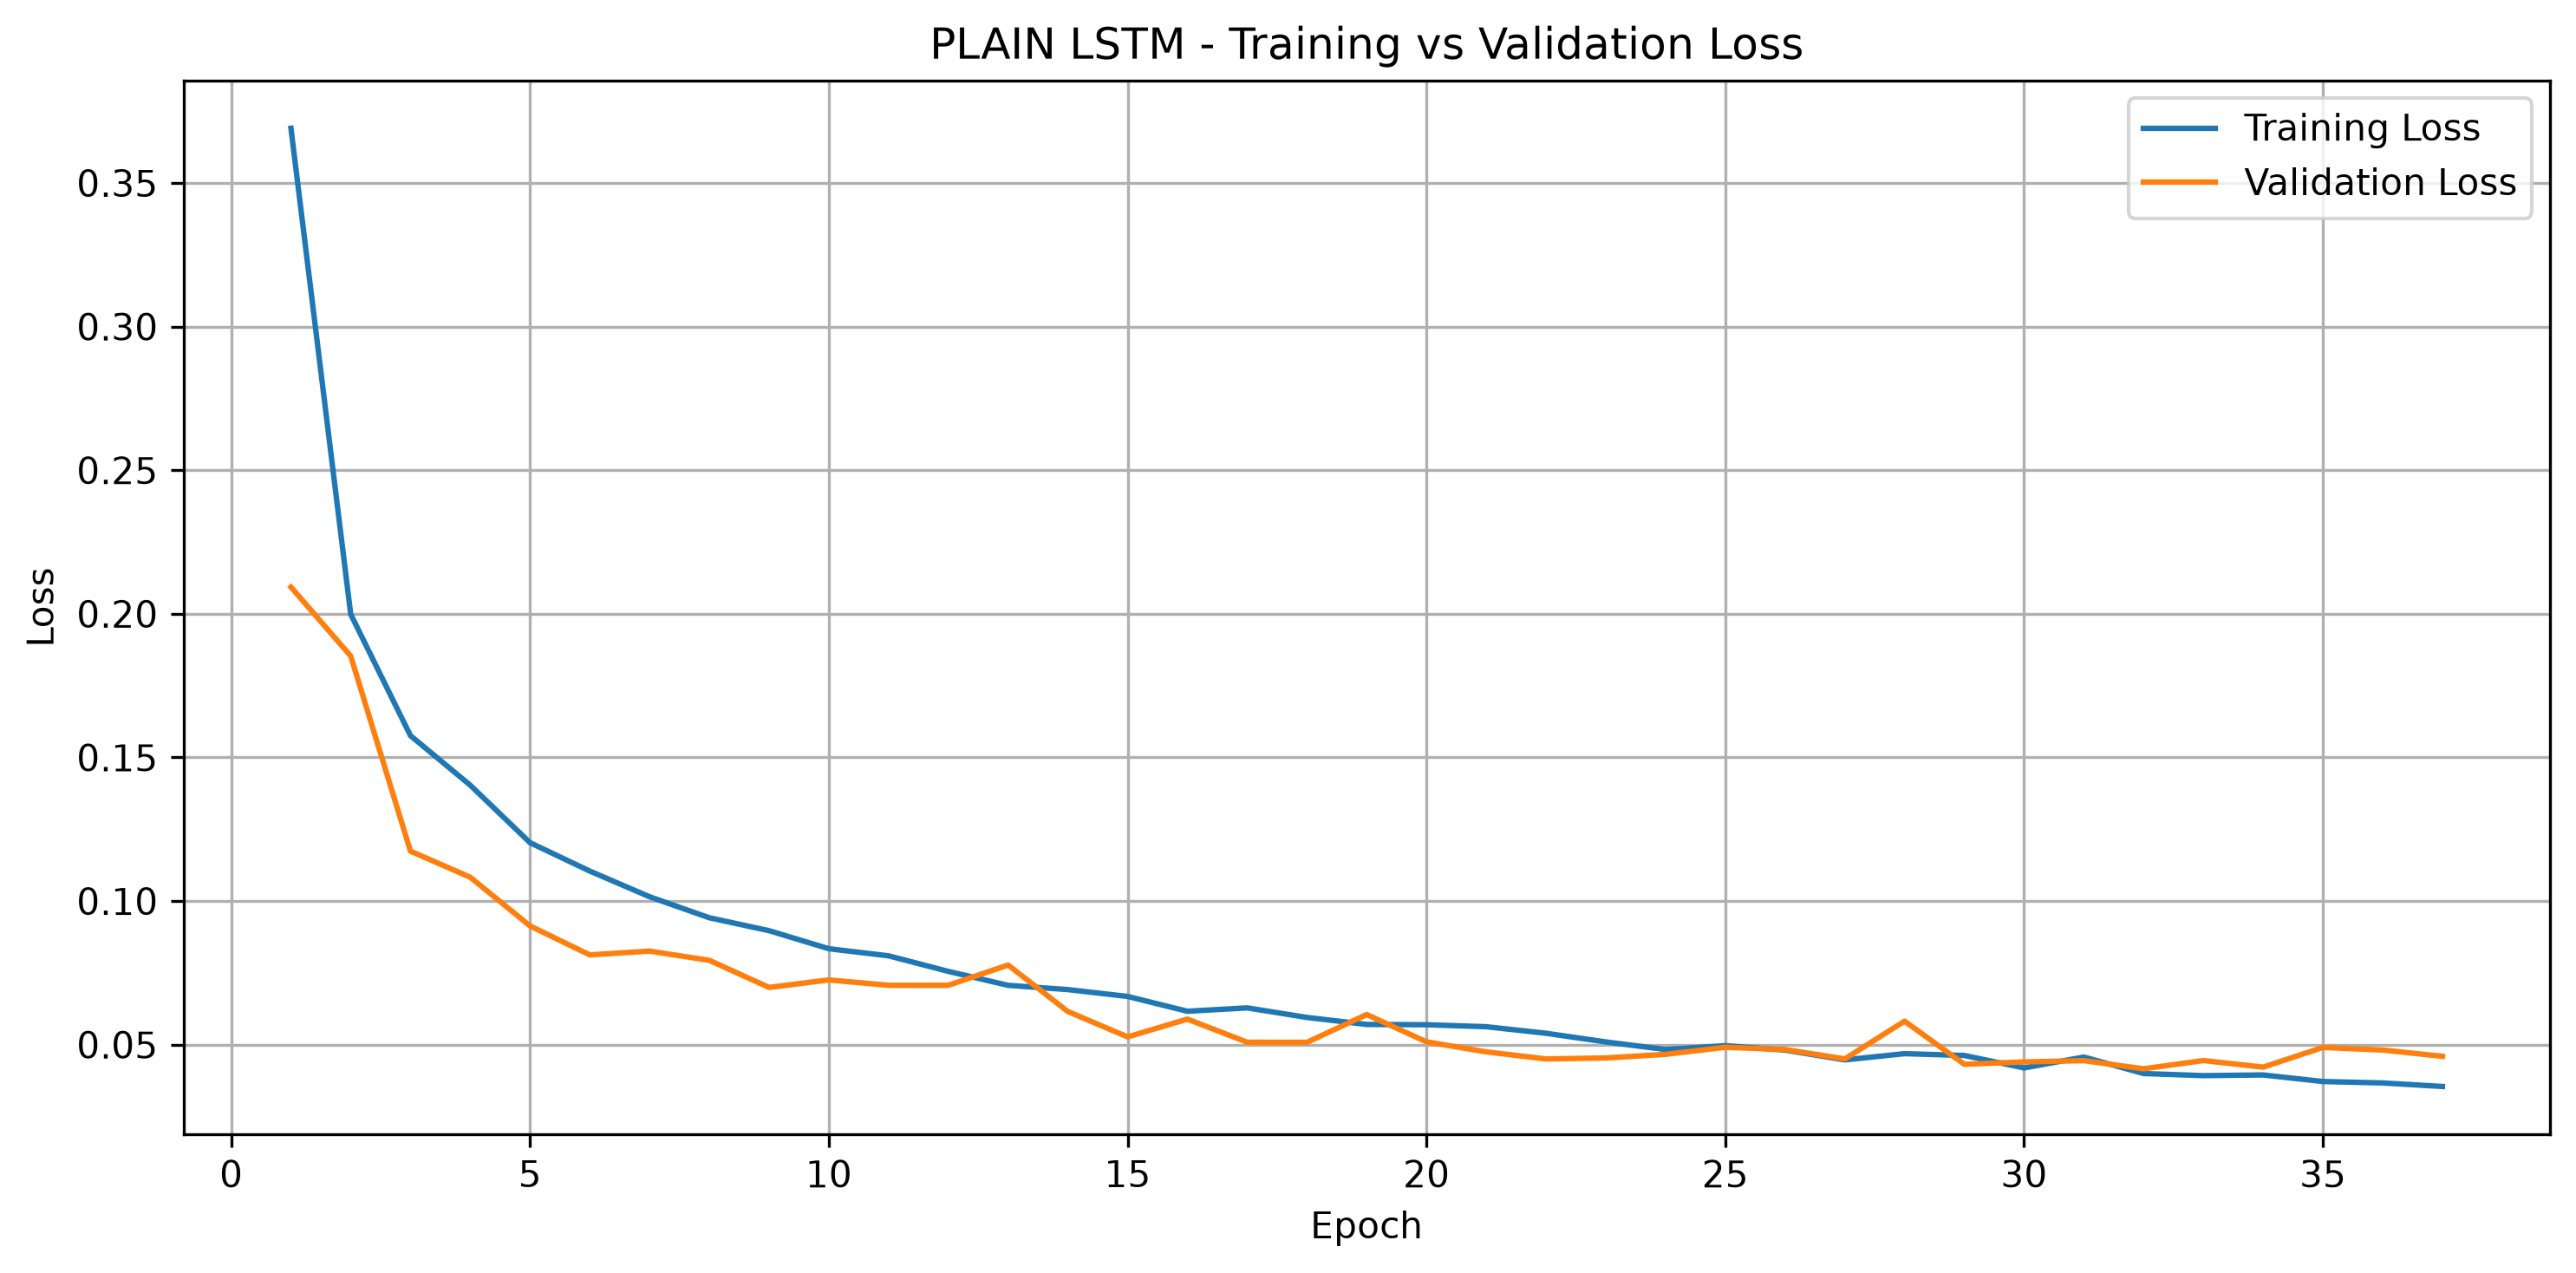 PLAIN LSTM - Training vs Validation Loss
Training Loss
Validation Loss
0.35
0.30
0.25
0.20
0.15
0.10
0.05
Loss
0 5 10 15 20 25 30 35
Epoch